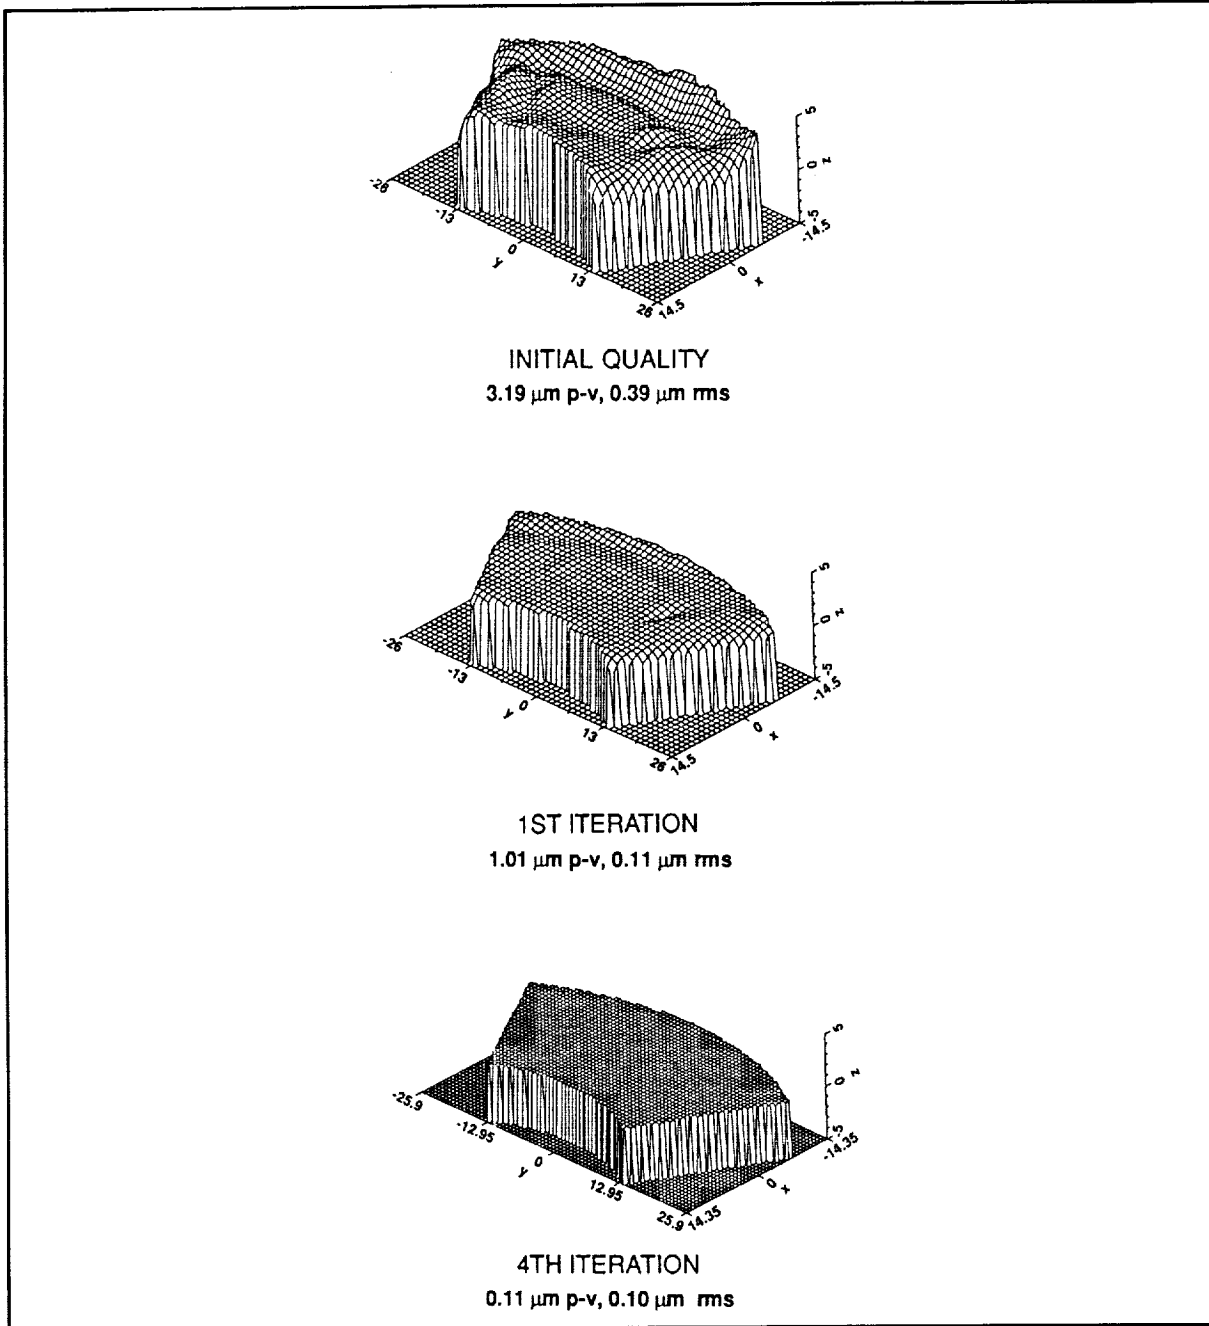 5
0
z
-5
-26
-13
0
y
13
26
14.5
0
x
-14.5
INITIAL QUALITY
3.19 µm p-v, 0.39 µm rms
5
0
z
-5
-26
-13
0
y
13
26
14.5
0
x
-14.5
1ST ITERATION
1.01 µm p-v, 0.11 µm rms
5
0
z
-5
-25.9
-12.95
0
y
12.95
25.9
14.35
0
x
-14.35
4TH ITERATION
0.11 µm p-v, 0.10 µm rms